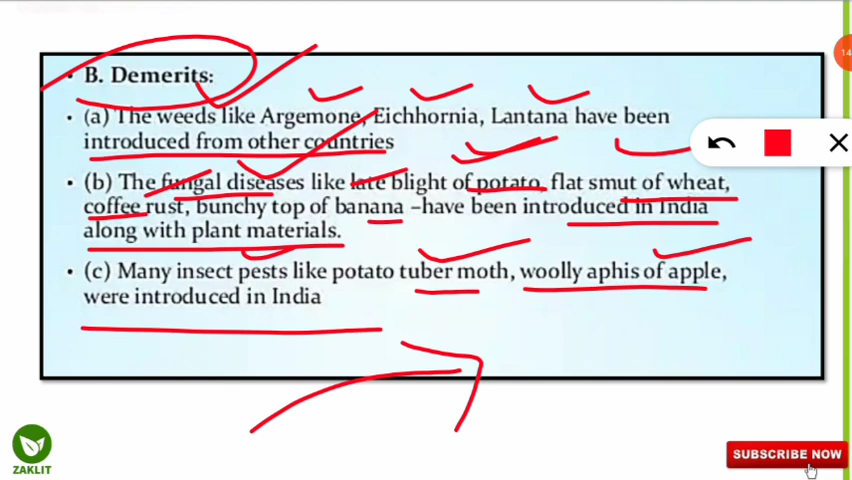 14
• B. Demerits:
• (a) The weeds like Argemone, Eichhornia, Lantana have been
introduced from other countries
• (b) The fungal diseases like late blight of potato, flat smut of wheat,
coffee rust, bunchy top of banana –have been introduced in India
along with plant materials.
• (c) Many insect pests like potato tuber moth, woolly aphis of apple,
were introduced in India
ZAKLIT
SUBSCRIBE NOW